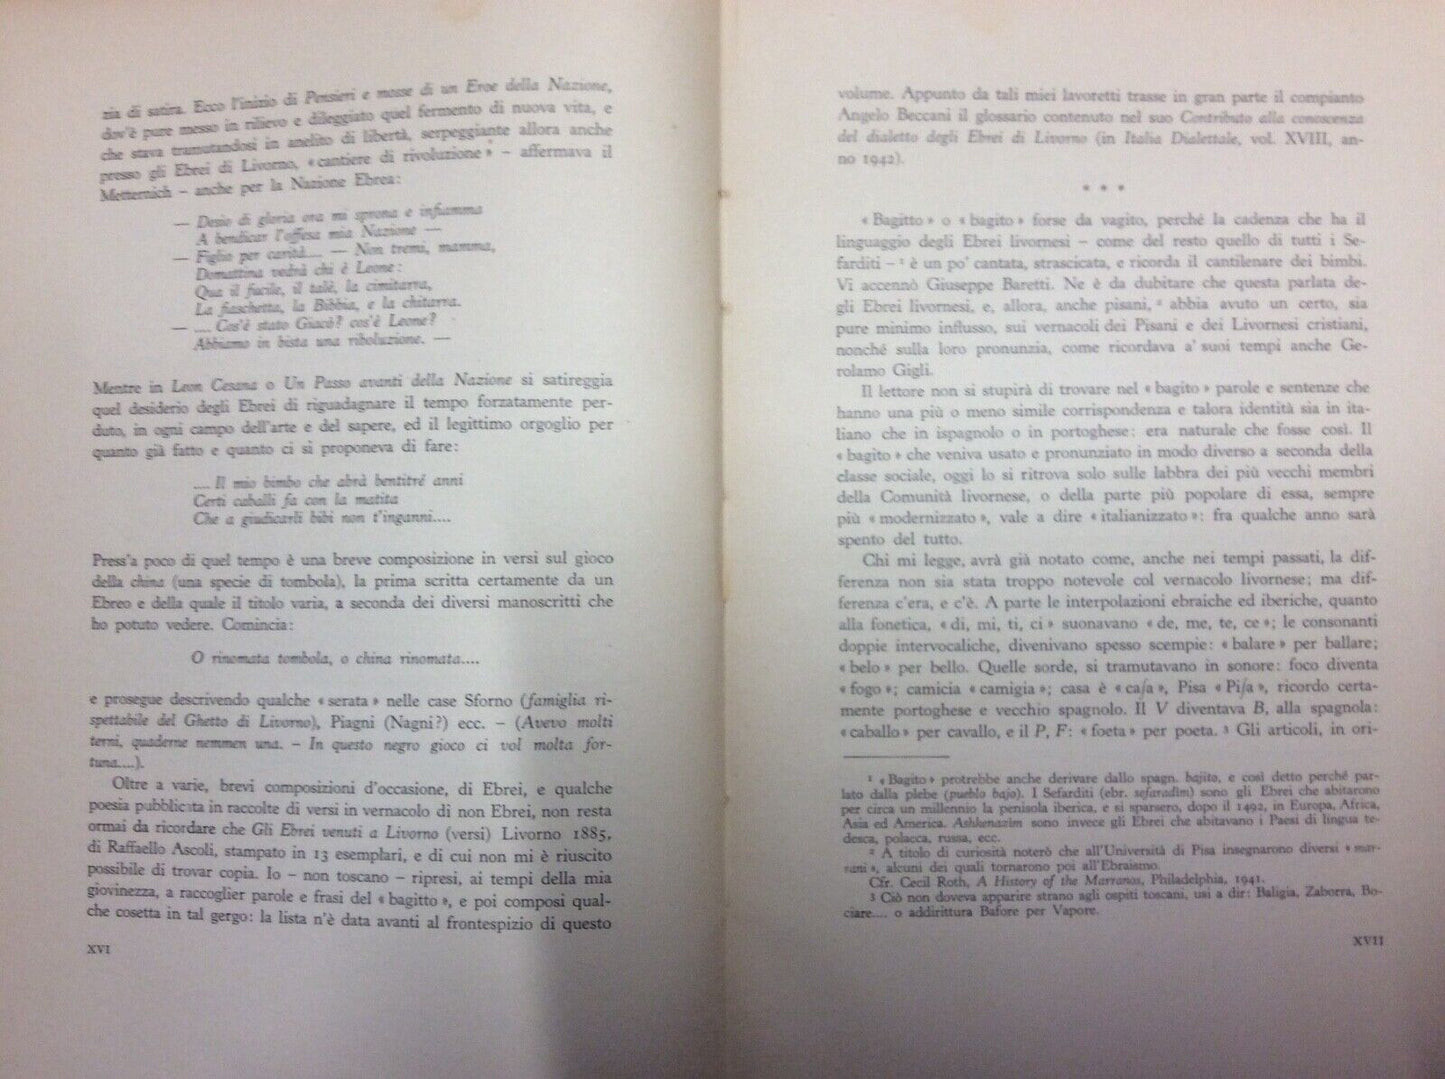 zia di satira. Ecco l'inizio di Pensieri e mosse di un Eroe della Nazione,
dov'è pure messo in rilievo e dileggiato quel fermento di nuova vita, e
che stava tramutandosi in anelito di libertà, serpeggiante allora anche
presso gli Ebrei di Livorno, « cantiere di rivoluzione » – affermava il
Metternich – anche per la Nazione Ebrea:
— Desio di gloria ora mi sprona e infiamma
A bendicar l'offesa mia Nazione —
— Figlio per carità.... — Non tremi, mamma,
Domattina vedrà chi è Leone:
Qua il fucile, il talè, la cimitarra,
La fiaschetta, la Bibbia, e la chitarra.
— .... Cos'è stato Giacò? cos'è Leone?
Abbiamo in bista una riboluzione. —
Mentre in Leon Cesana o Un Passo avanti della Nazione si satireggia
quel desiderio degli Ebrei di riguadagnare il tempo forzatamente per-
duto, in ogni campo dell'arte e del sapere, ed il legittimo orgoglio per
quanto già fatto e quanto ci si proponeva di fare:
.... Il mio bimbo che abrà bentitré anni
Certi caballi fa con la matita
Che a giudicarli bibi non t'inganni....
Press'a poco di quel tempo è una breve composizione in versi sul gioco
della china (una specie di tombola), la prima scritta certamente da un
Ebreo e della quale il titolo varia, a seconda dei diversi manoscritti che
ho potuto vedere. Comincia:
O rinomata tombola, o china rinomata....
e prosegue descrivendo qualche « serata » nelle case Sforno (famiglia ri-
spettabile del Ghetto di Livorno), Piagni (Nagni?) ecc. – (Avevo molti
terni, quaderne nemmen una. – In questo negro gioco ci vol molta for-
tuna....).
Oltre a varie, brevi composizioni d'occasione, di Ebrei, e qualche
poesia pubblicata in raccolte di versi in vernacolo di non Ebrei, non resta
ormai da ricordare che Gli Ebrei venuti a Livorno (versi) Livorno 1885,
di Raffaello Ascoli, stampato in 13 esemplari, e di cui non mi è riuscito
possibile di trovar copia. Io – non toscano – ripresi, ai tempi della mia
giovinezza, a raccoglier parole e frasi del « bagitto », e poi composi qual-
che cosetta in tal gergo: la lista n'è data avanti al frontespizio di questo
XVI
volume. Appunto da tali miei lavoretti trasse in gran parte il compianto
Angelo Beccani il glossario contenuto nel suo Contributo alla conoscenza
del dialetto degli Ebrei di Livorno (in Italia Dialettale, vol. XVIII, an-
no 1942).
* * *
« Bagitto » o « bagito » forse da vagito, perché la cadenza che ha il
linguaggio degli Ebrei livornesi – come del resto quello di tutti i Se-
farditi – ¹ è un po' cantata, strascicata, e ricorda il cantilenare dei bimbi.
Vi accennò Giuseppe Baretti. Ne è da dubitare che questa parlata de-
gli Ebrei livornesi, e, allora, anche pisani, ² abbia avuto un certo, sia
pure minimo influsso, sui vernacoli dei Pisani e dei Livornesi cristiani,
nonché sulla loro pronunzia, come ricordava a' suoi tempi anche Ge-
rolamo Gigli.
Il lettore non si stupirà di trovare nel « bagito » parole e sentenze che
hanno una più o meno simile corrispondenza e talora identità sia in ita-
liano che in ispagnolo o in portoghese: era naturale che fosse così. Il
« bagito » che veniva usato e pronunziato in modo diverso a seconda della
classe sociale, oggi lo si ritrova solo sulle labbra dei più vecchi membri
della Comunità livornese, o della parte più popolare di essa, sempre
più « modernizzato », vale a dire « italianizzato »: fra qualche anno sarà
spento del tutto.
Chi mi legge, avrà già notato come, anche nei tempi passati, la dif-
ferenza non sia stata troppo notevole col vernacolo livornese; ma dif-
ferenza c'era, e c'è. A parte le interpolazioni ebraiche ed iberiche, quanto
alla fonetica, « di, mi, ti, ci » suonavano « de, me, te, ce »; le consonanti
doppie intervocaliche, divenivano spesso scempie: « balare » per ballare;
« belo » per bello. Quelle sorde, si tramutavano in sonore: foco diventa
« fogo »; camicia « camigia »; casa è « caſa », Pisa « Piſa », ricordo certa-
mente portoghese e vecchio spagnolo. Il V diventava B, alla spagnola:
« caballo » per cavallo, e il P, F: « foeta » per poeta. ³ Gli articoli, in ori-
¹ « Bagito » protrebbe anche derivare dallo spagn. bajito, e così detto perché par-
lato dalla plebe (pueblo bajo). I Sefarditi (ebr. sefaradim) sono gli Ebrei che abitarono
per circa un millennio la penisola iberica, e si sparsero, dopo il 1492, in Europa, Africa,
Asia ed America. Ashkenazim sono invece gli Ebrei che abitavano i Paesi di lingua te-
desca, polacca, russa, ecc.
² A titolo di curiosità noterò che all'Università di Pisa insegnarono diversi « mar-
rani », alcuni dei quali tornarono poi all'Ebraismo.
Cfr. Cecil Roth, A History of the Marranos, Philadelphia, 1941.
³ Ciò non doveva apparire strano agli ospiti toscani, usi a dir: Baligia, Zaborra, Bo-
ciare.... o addirittura Bafore per Vapore.
XVII